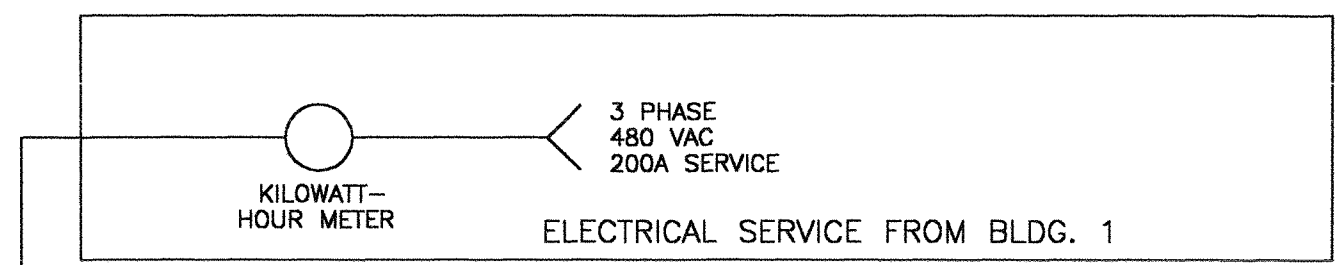 3 PHASE
480 VAC
200A SERVICE
KILOWATT-
HOUR METER
ELECTRICAL SERVICE FROM BLDG. 1